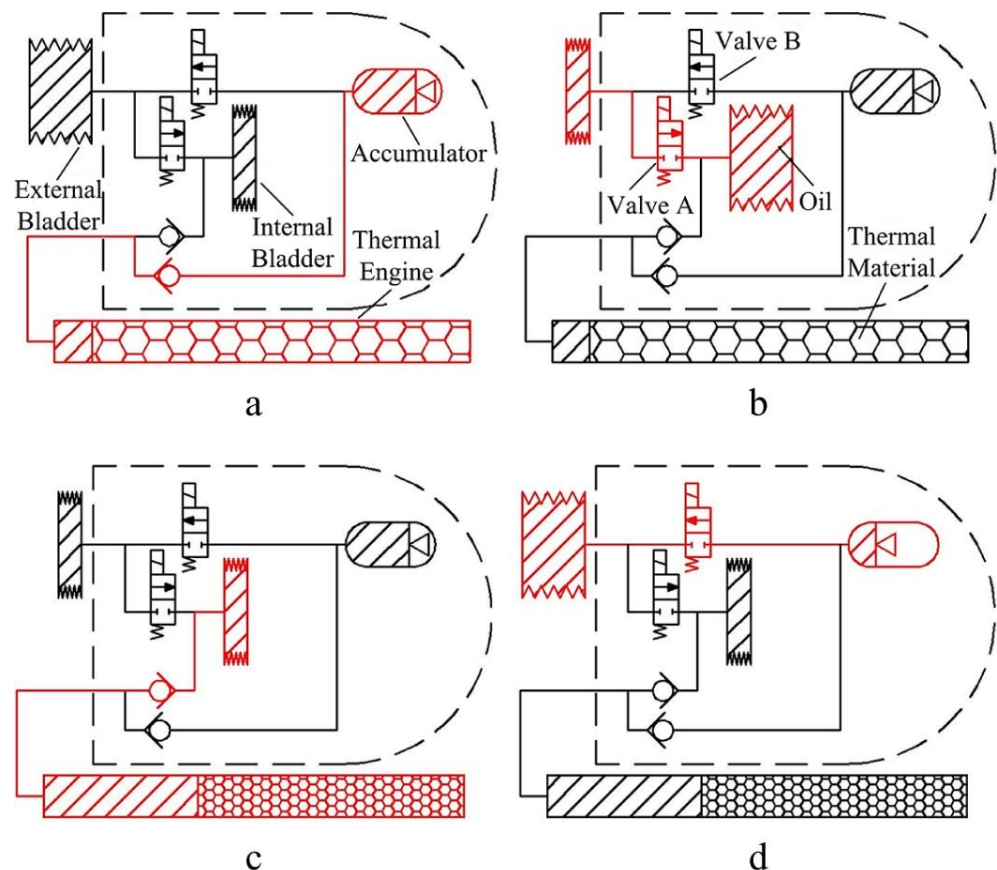 Valve B
Accumulator
External
Bladder
Internal
Bladder
Thermal
Engine
Valve A
Oil
Thermal
Material
a
b
c
d